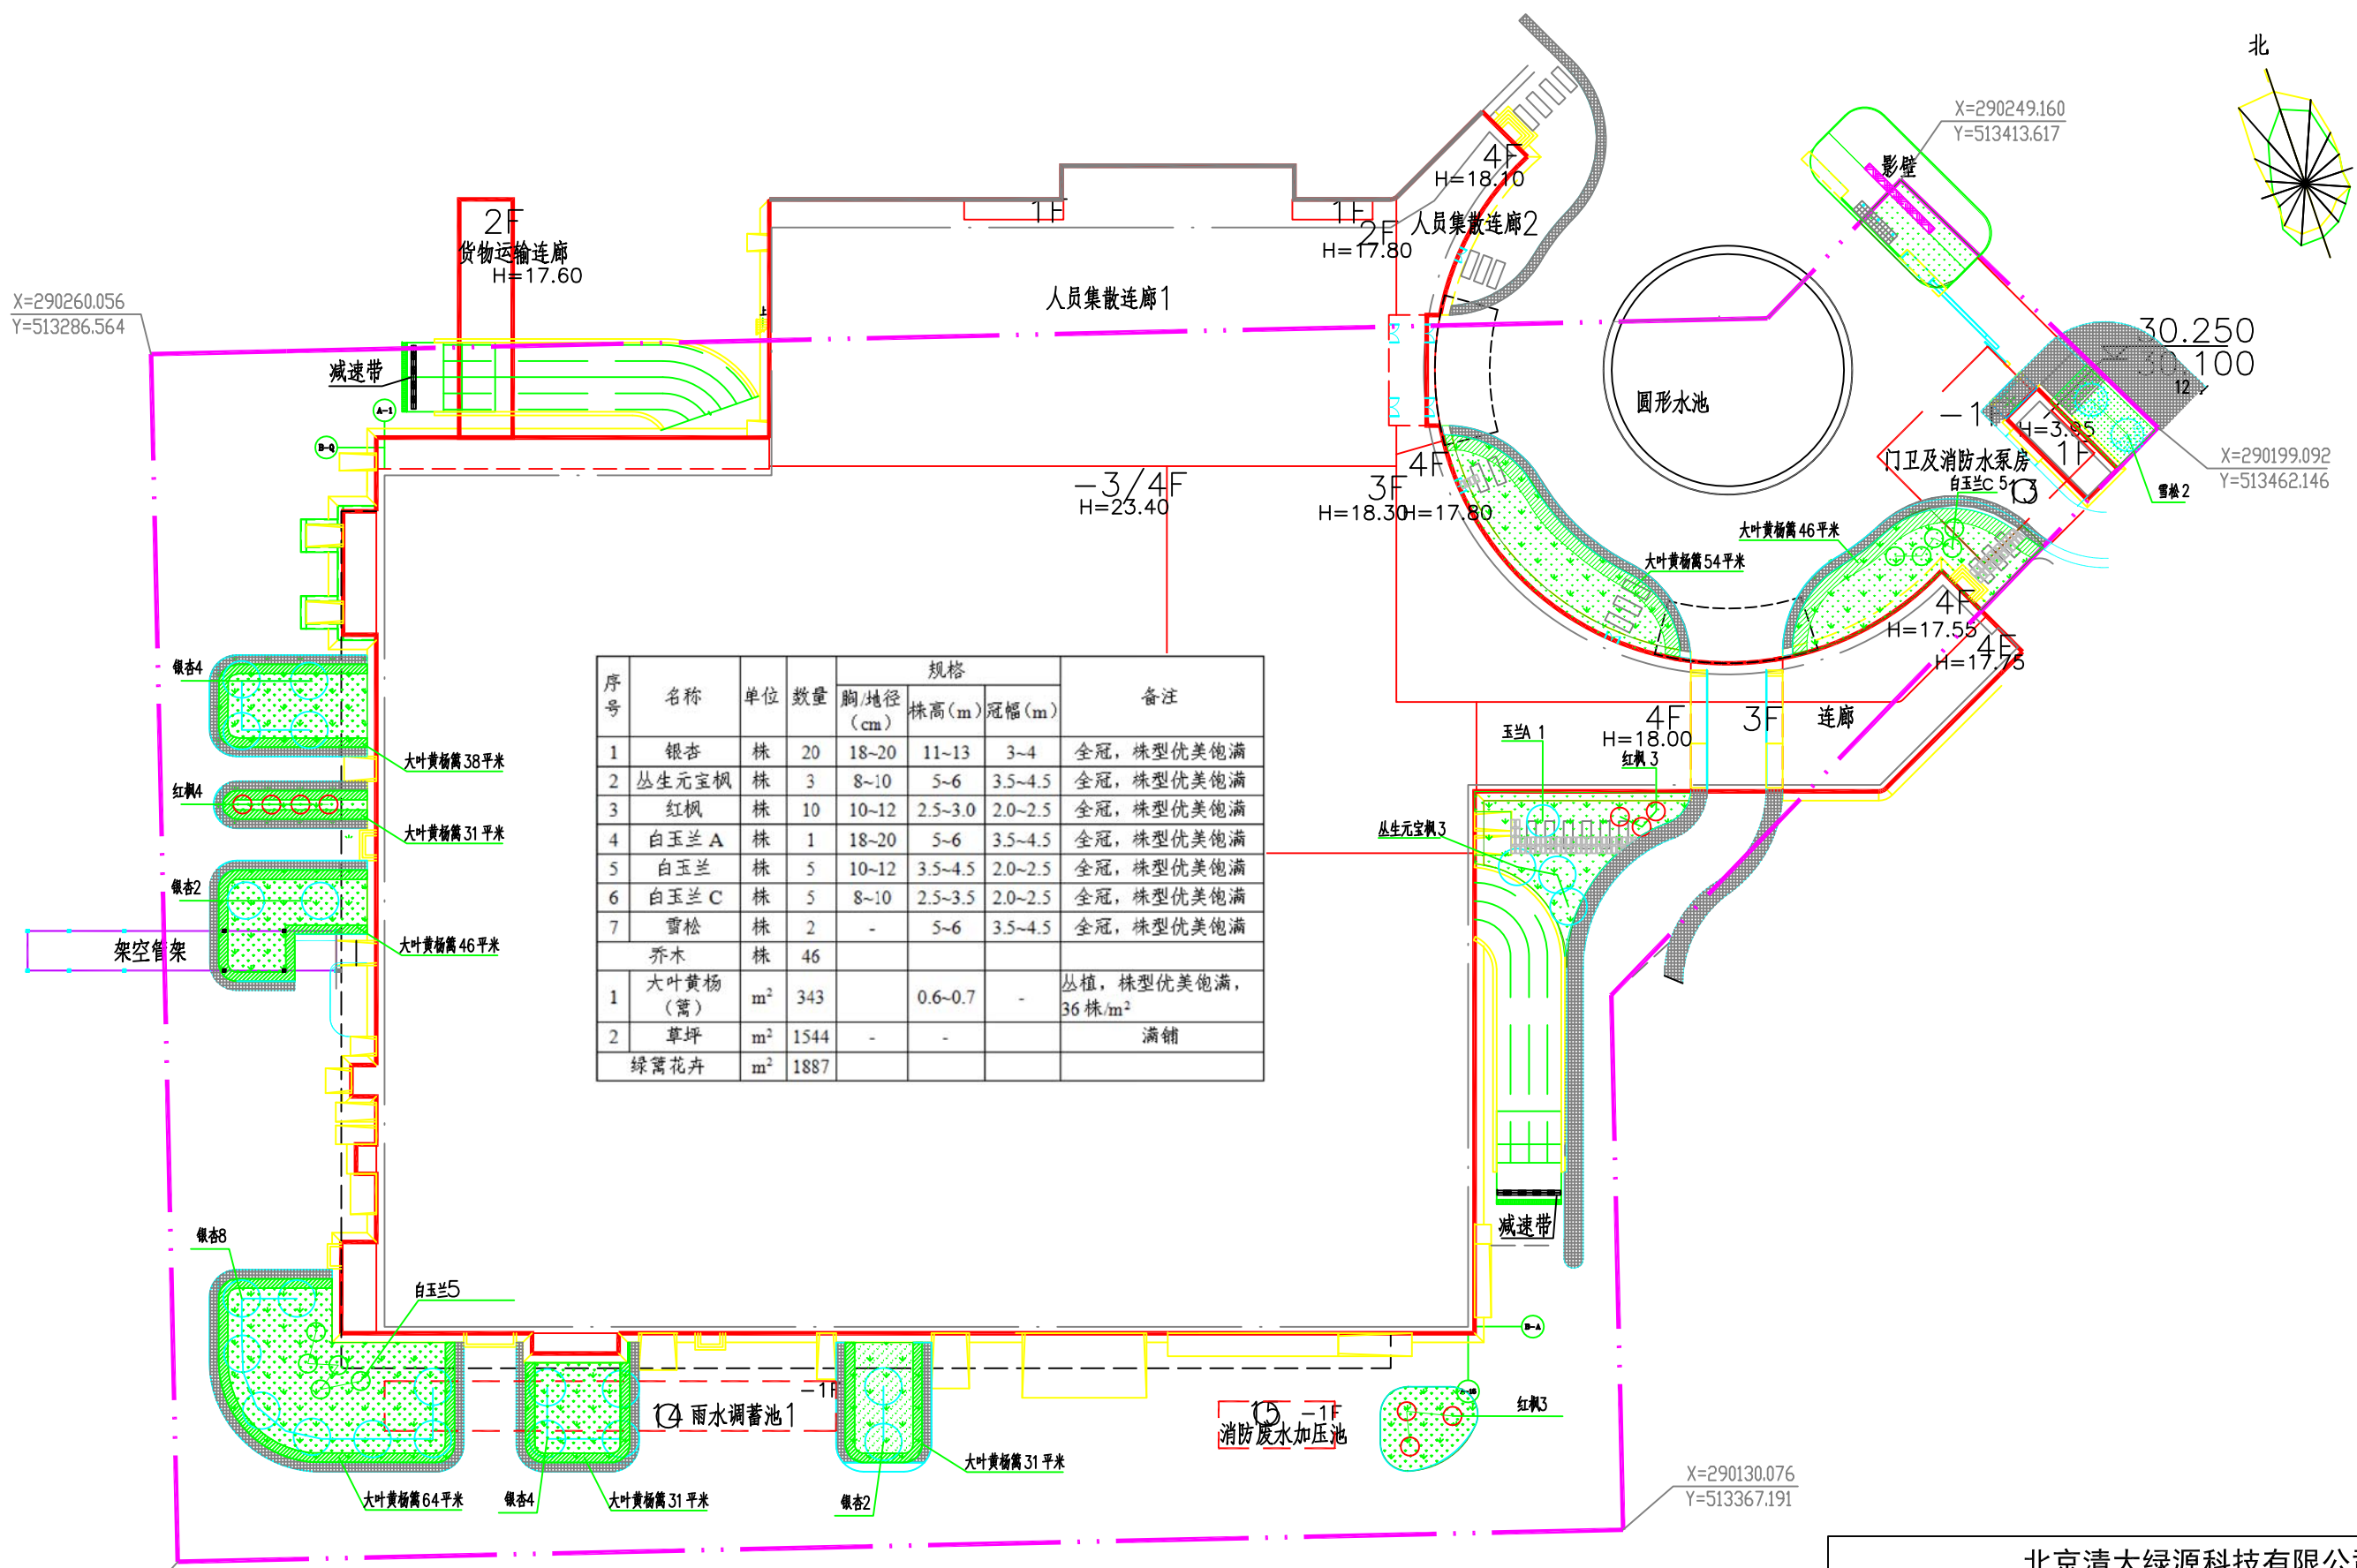 北
X=290249.160
Y=513413.617
影壁
4F
H=18.10
2F
货物运输连廊
H=17.60
1F
1F
2F
H=17.80
人员集散连廊2
人员集散连廊1
X=290260.056
Y=513286.564
上
减速带
A-1
B-Q
圆形水池
30.250
30.100
12
H=3.95
1F
门卫及消防水泵房
白玉兰C 5
X=290199.092
Y=513462.146
雪松2
-3/4F
H=23.40
4F
3F
H=18.30
H=17.80
大叶黄杨篱46平米
大叶黄杨篱54平米
4F
H=17.55
4F
H=17.75
4F
H=18.00
3F
连廊
玉兰A 1
红枫 3
丛生元宝枫3
银杏4
大叶黄杨篱38平米
红枫4
大叶黄杨篱31平米
银杏2
大叶黄杨篱46平米
架空管架
序号 名称 单位 数量 规格 备注
胸/地径(cm) 株高(m) 冠幅(m)
1 银杏 株 20 18~20 11~13 3~4 全冠，株型优美饱满
2 丛生元宝枫 株 3 8~10 5~6 3.5~4.5 全冠，株型优美饱满
3 红枫 株 10 10~12 2.5~3.0 2.0~2.5 全冠，株型优美饱满
4 白玉兰 A 株 1 18~20 5~6 3.5~4.5 全冠，株型优美饱满
5 白玉兰 株 5 10~12 3.5~4.5 2.0~2.5 全冠，株型优美饱满
6 白玉兰 C 株 5 8~10 2.5~3.5 2.0~2.5 全冠，株型优美饱满
7 雪松 株 2 - 5~6 3.5~4.5 全冠，株型优美饱满
乔木 株 46
1 大叶黄杨（篱） m² 343 0.6~0.7 - 丛植，株型优美饱满，36株/m²
2 草坪 m² 1544 - - 满铺
绿篱花卉 m² 1887
减速带
银杏8
白玉兰5
B-A
-1F
14 雨水调蓄池1
15 -1F
消防废水加压池
红枫3
大叶黄杨篱31平米
大叶黄杨篱64平米
银杏4
大叶黄杨篱31平米
银杏2
X=290130.076
Y=513367.191
北京清大绿源科技有限公